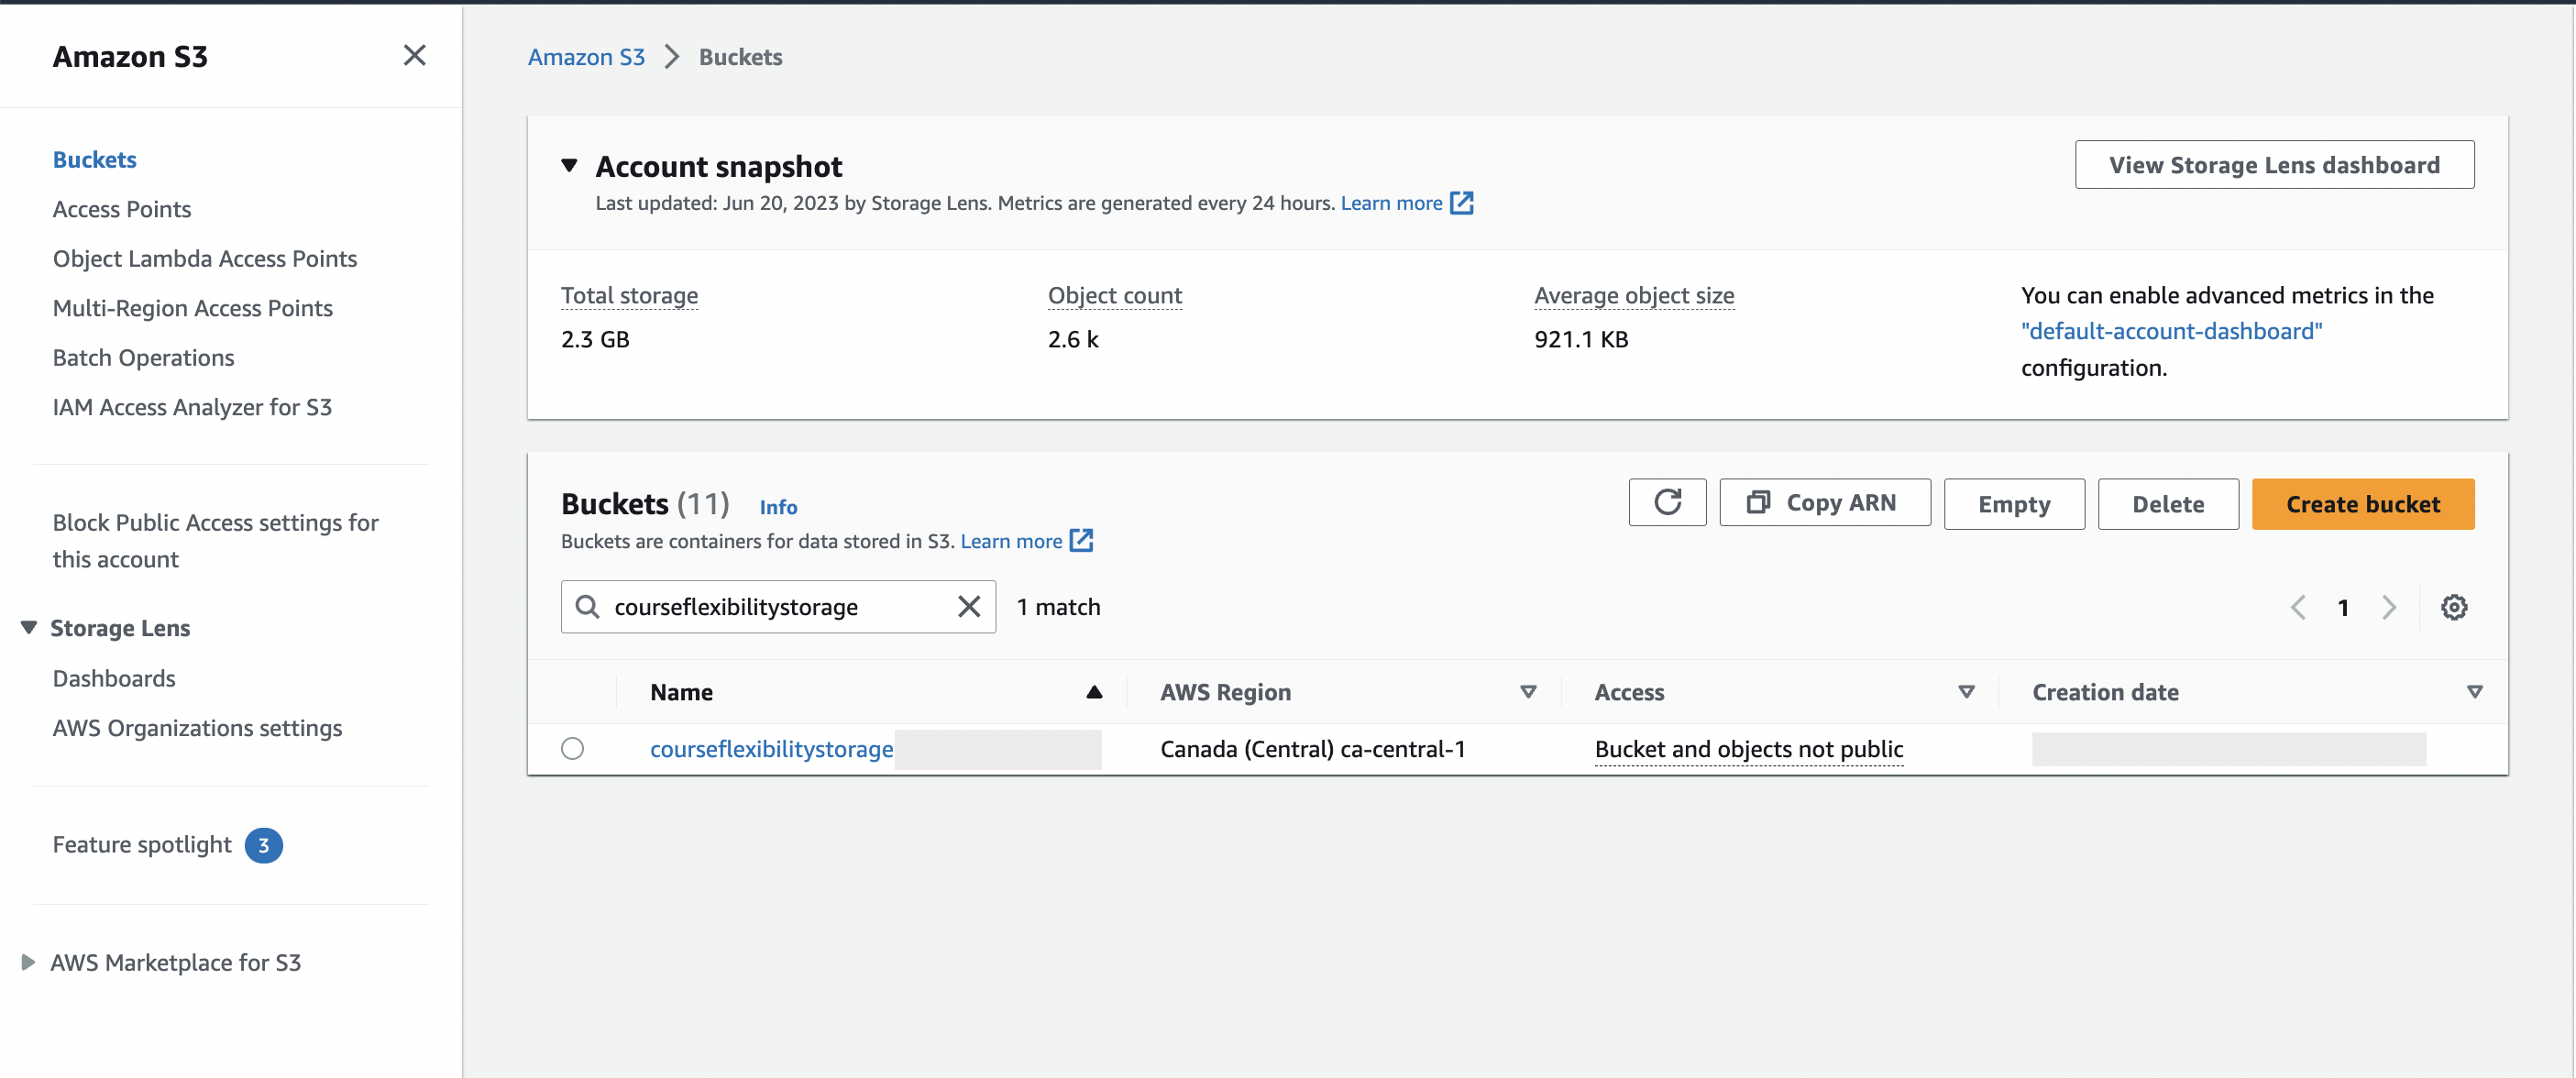 Amazon S3
Buckets
Access Points
Object Lambda Access Points
Multi-Region Access Points
Batch Operations
IAM Access Analyzer for S3
Block Public Access settings for
this account
Storage Lens
Dashboards
AWS Organizations settings
Feature spotlight 3
AWS Marketplace for S3
Amazon S3 > Buckets
Account snapshot
View Storage Lens dashboard
Last updated: Jun 20, 2023 by Storage Lens. Metrics are generated every 24 hours. Learn more
Total storage
2.3 GB
Object count
2.6 k
Average object size
921.1 KB
You can enable advanced metrics in the
"default-account-dashboard"
configuration.
Buckets (11) Info
Copy ARN
Empty
Delete
Create bucket
Buckets are containers for data stored in S3. Learn more
courseflexibilitystorage
1 match
1
Name AWS Region Access Creation date
courseflexibilitystorage Canada (Central) ca-central-1 Bucket and objects not public